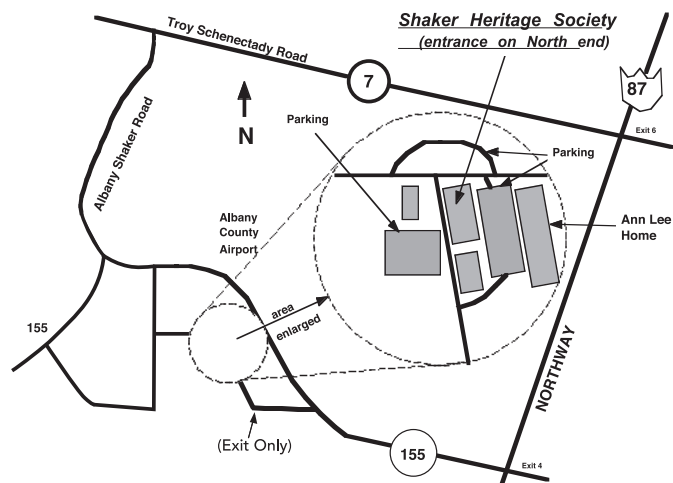 Shaker Heritage Society
(entrance on North end)
Troy Schenectady Road
7
87
Exit 6
N
Parking
Parking
Albany Shaker Road
Albany
County
Airport
Ann Lee
Home
area
enlarged
155
NORTHWAY
(Exit Only)
155
Exit 4